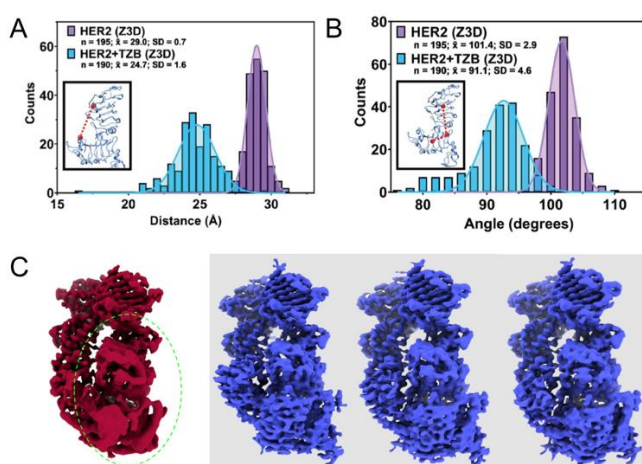 A
HER2 (Z3D)
n = 195; x̄ = 29.0; SD = 0.7
HER2+TZB (Z3D)
n = 190; x̄ = 24.7; SD = 1.6
Counts
60
40
20
0
15
20
25
30
Distance (Å)
B
HER2 (Z3D)
n = 195; x̄ = 101.4; SD = 2.9
HER2+TZB (Z3D)
n = 190; x̄ = 91.1; SD = 4.6
Counts
80
60
40
20
0
80
90
100
110
Angle (degrees)
C